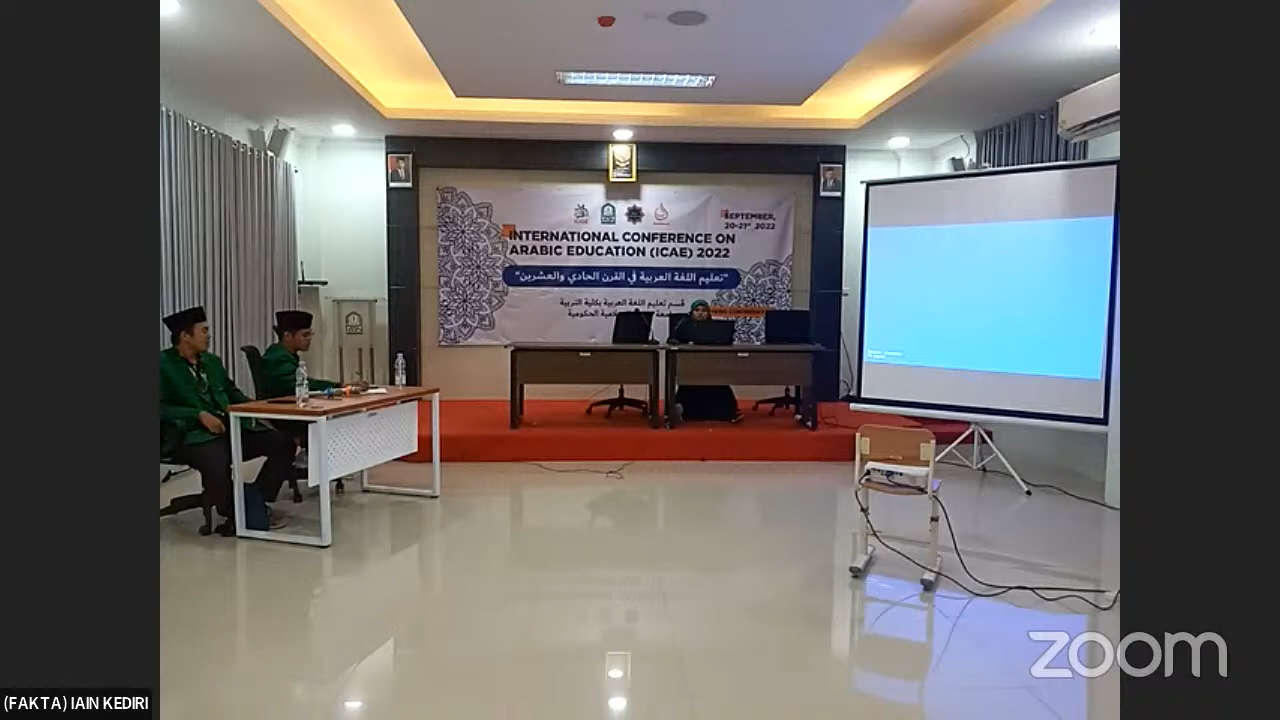 SEPTEMBER,
20-21st, 2022
INTERNATIONAL CONFERENCE ON
ARABIC EDUCATION (ICAE) 2022
"تعليم اللغة العربية في القرن الحادي والعشرين"
قسم تعليم اللغة العربية بكلية التربية
الحكومية
zoom
(FAKTA) IAIN KEDIRI